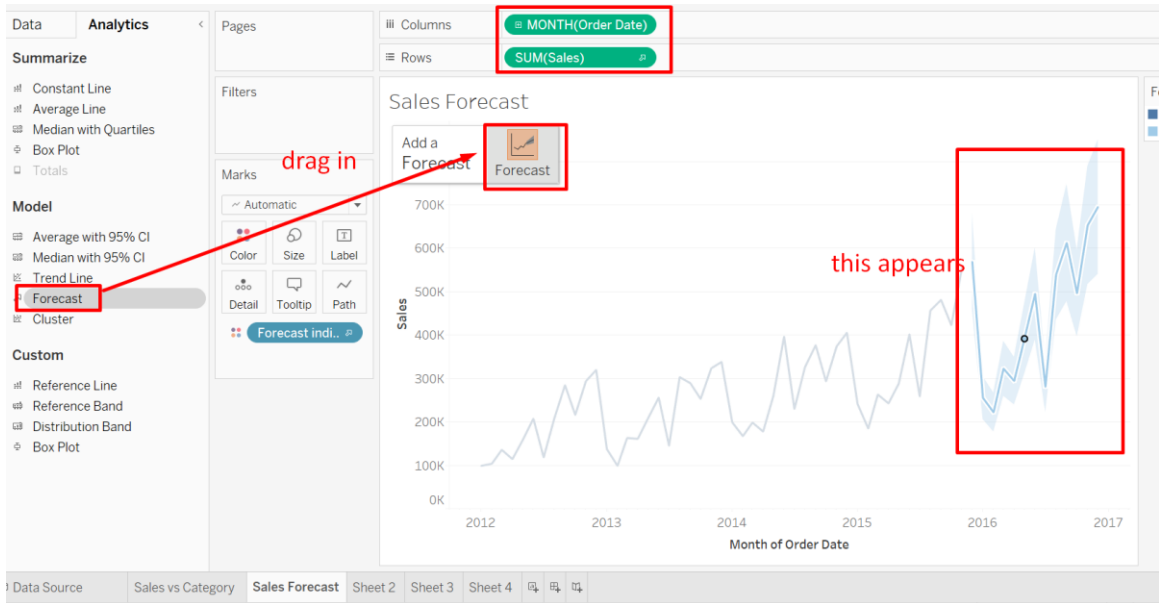 Data Analytics
Summarize
Constant Line
Average Line
Median with Quartiles
Box Plot
Totals
Model
Average with 95% CI
Median with 95% CI
Trend Line
Forecast
Cluster
Custom
Reference Line
Reference Band
Distribution Band
Box Plot
Pages
Filters
Marks
Automatic
Color Size Label
Detail Tooltip Path
Forecast indi..
Columns MONTH(Order Date)
Rows SUM(Sales)
Sales Forecast
Add a
Forecast
Forecast
drag in
this appears
Sales
700K
600K
500K
400K
300K
200K
100K
0K
2012 2013 2014 2015 2016 2017
Month of Order Date
Data Source Sales vs Category Sales Forecast Sheet 2 Sheet 3 Sheet 4